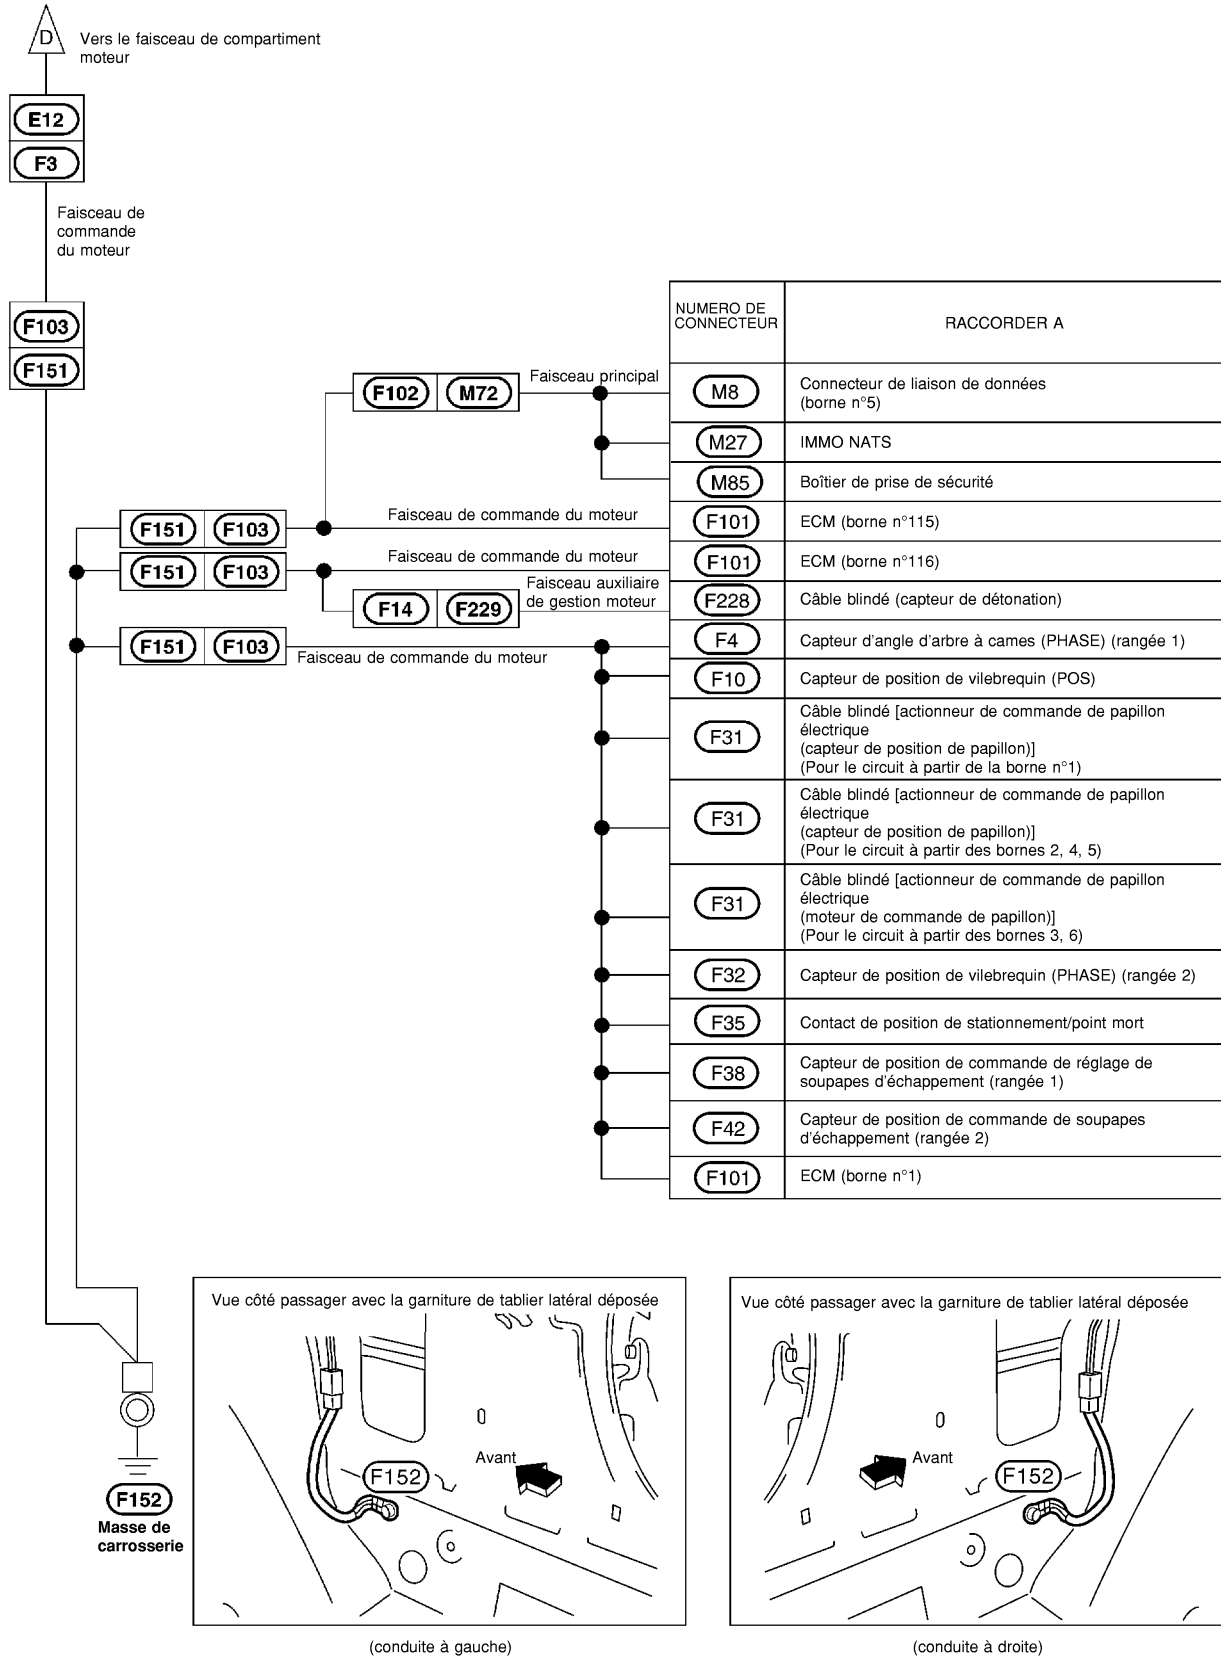 D
Vers le faisceau de compartiment
moteur
E12
F3
Faisceau de
commande
du moteur
F103
F151
NUMERO DE
CONNECTEUR
RACCORDER A
F102 M72
Faisceau principal
M8
Connecteur de liaison de données
(borne n°5)
M27
IMMO NATS
M85
Boîtier de prise de sécurité
F151 F103
Faisceau de commande du moteur
F101
ECM (borne n°115)
F151 F103
Faisceau de commande du moteur
F101
ECM (borne n°116)
F14 F229
Faisceau auxiliaire
de gestion moteur
F228
Câble blindé (capteur de détonation)
F151 F103
Faisceau de commande du moteur
F4
Capteur d'angle d'arbre à cames (PHASE) (rangée 1)
F10
Capteur de position de vilebrequin (POS)
F31
Câble blindé [actionneur de commande de papillon
électrique
(capteur de position de papillon)]
(Pour le circuit à partir de la borne n°1)
F31
Câble blindé [actionneur de commande de papillon
électrique
(capteur de position de papillon)]
(Pour le circuit à partir des bornes 2, 4, 5)
F31
Câble blindé [actionneur de commande de papillon
électrique
(moteur de commande de papillon)]
(Pour le circuit à partir des bornes 3, 6)
F32
Capteur de position de vilebrequin (PHASE) (rangée 2)
F35
Contact de position de stationnement/point mort
F38
Capteur de position de commande de réglage de
soupapes d'échappement (rangée 1)
F42
Capteur de position de commande de soupapes
d'échappement (rangée 2)
F101
ECM (borne n°1)
F152
Masse de
carrosserie
Vue côté passager avec la garniture de tablier latéral déposée
Avant
F152
(conduite à gauche)
Vue côté passager avec la garniture de tablier latéral déposée
Avant
F152
(conduite à droite)